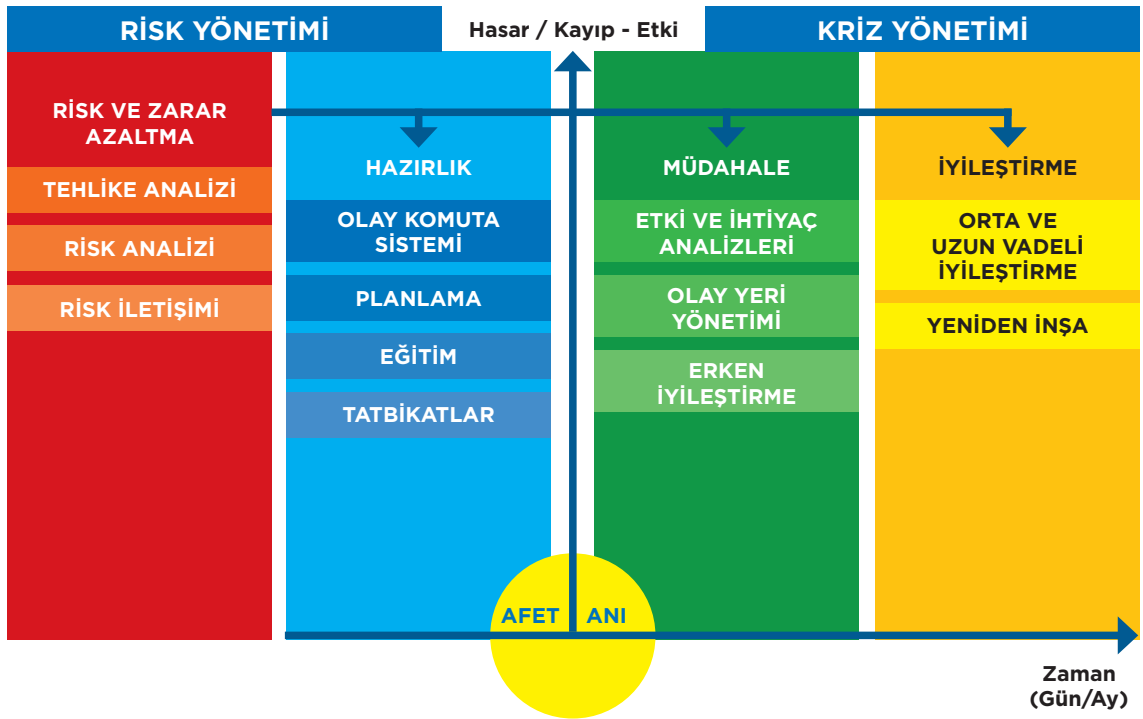 RİSK YÖNETİMİ
Hasar / Kayıp - Etki
KRİZ YÖNETİMİ
RİSK VE ZARAR
AZALTMA
TEHLİKE ANALİZİ
RİSK ANALİZİ
RİSK İLETİŞİMİ
HAZIRLIK
OLAY KOMUTA
SİSTEMİ
PLANLAMA
EĞİTİM
TATBİKATLAR
MÜDAHALE
ETKİ VE İHTİYAÇ
ANALİZLERİ
OLAY YERİ
YÖNETİMİ
ERKEN
İYİLEŞTİRME
İYİLEŞTİRME
ORTA VE
UZUN VADELİ
İYİLEŞTİRME
YENİDEN İNŞA
AFET ANI
Zaman
(Gün/Ay)